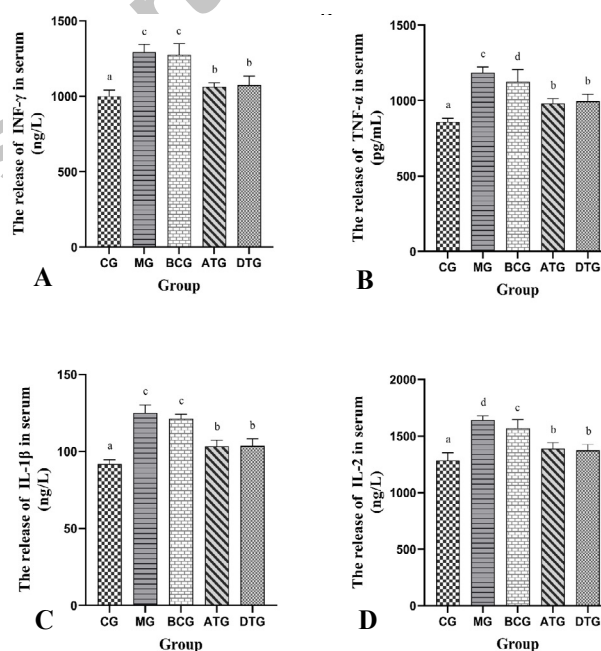 The release of INF-γ in serum
(ng/L)
1500
1000
500
0
a
c
c
b
b
CG MG BCG ATG DTG
Group
A
The release of TNF-α in serum
(pg/mL)
1500
1000
500
0
a
c
d
b
b
CG MG BCG ATG DTG
Group
B
The release of IL-1β in serum
(ng/L)
150
100
50
0
a
c
c
b
b
CG MG BCG ATG DTG
Group
C
The release of IL-2 in serum
(ng/L)
2000
1500
1000
500
0
a
d
c
b
b
CG MG BCG ATG DTG
Group
D